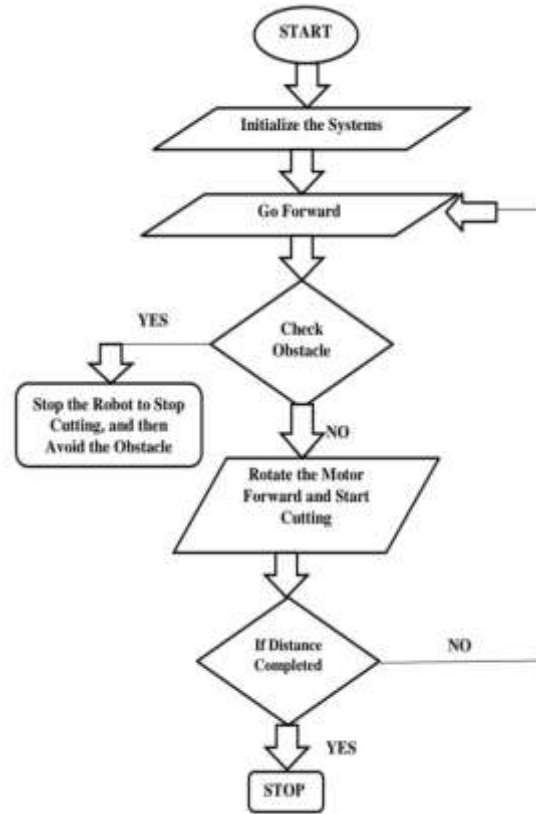 START
Initialize the Systems
Go Forward
YES
Check
Obstacle
Stop the Robot to Stop
Cutting, and then
Avoid the Obstacle
NO
Rotate the Motor
Forward and Start
Cutting
If Distance
Completed
NO
YES
STOP